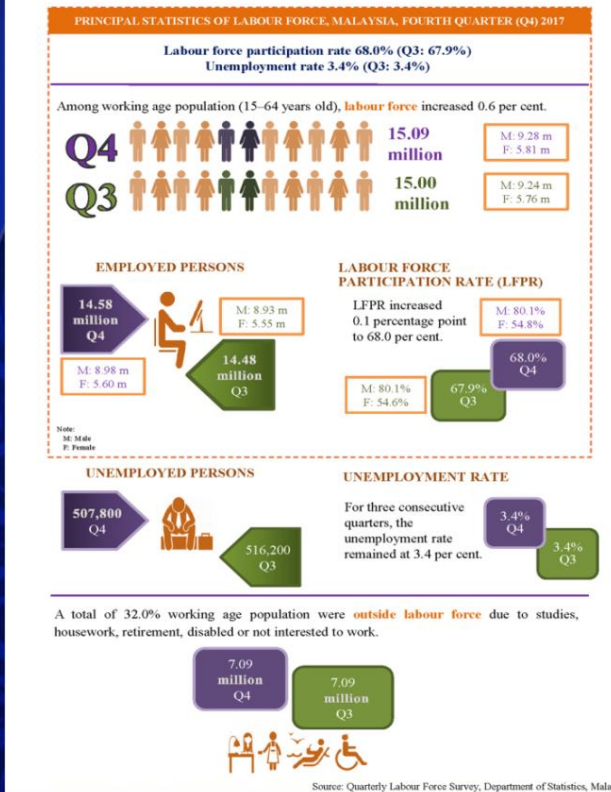 PRINCIPAL STATISTICS OF LABOUR FORCE, MALAYSIA, FOURTH QUARTER (Q4) 2017
Labour force participation rate 68.0% (Q3: 67.9%)
Unemployment rate 3.4% (Q3: 3.4%)
Among working age population (15–64 years old), labour force increased 0.6 per cent.
Q4
15.09
million
M: 9.28 m
F: 5.81 m
Q3
15.00
million
M: 9.24 m
F: 5.76 m
EMPLOYED PERSONS
14.58
million
Q4
M: 8.93 m
F: 5.55 m
M: 8.98 m
F: 5.60 m
14.48
million
Q3
Note:
M: Male
F: Female
LABOUR FORCE
PARTICIPATION RATE (LFPR)
LFPR increased
0.1 percentage point
to 68.0 per cent.
M: 80.1%
F: 54.8%
68.0%
Q4
M: 80.1%
F: 54.6%
67.9%
Q3
UNEMPLOYED PERSONS
507,800
Q4
516,200
Q3
UNEMPLOYMENT RATE
For three consecutive
quarters, the
unemployment rate
remained at 3.4 per cent.
3.4%
Q4
3.4%
Q3
A total of 32.0% working age population were outside labour force due to studies,
housework, retirement, disabled or not interested to work.
7.09
million
Q4
7.09
million
Q3
Source: Quarterly Labour Force Survey, Department of Statistics, Mala